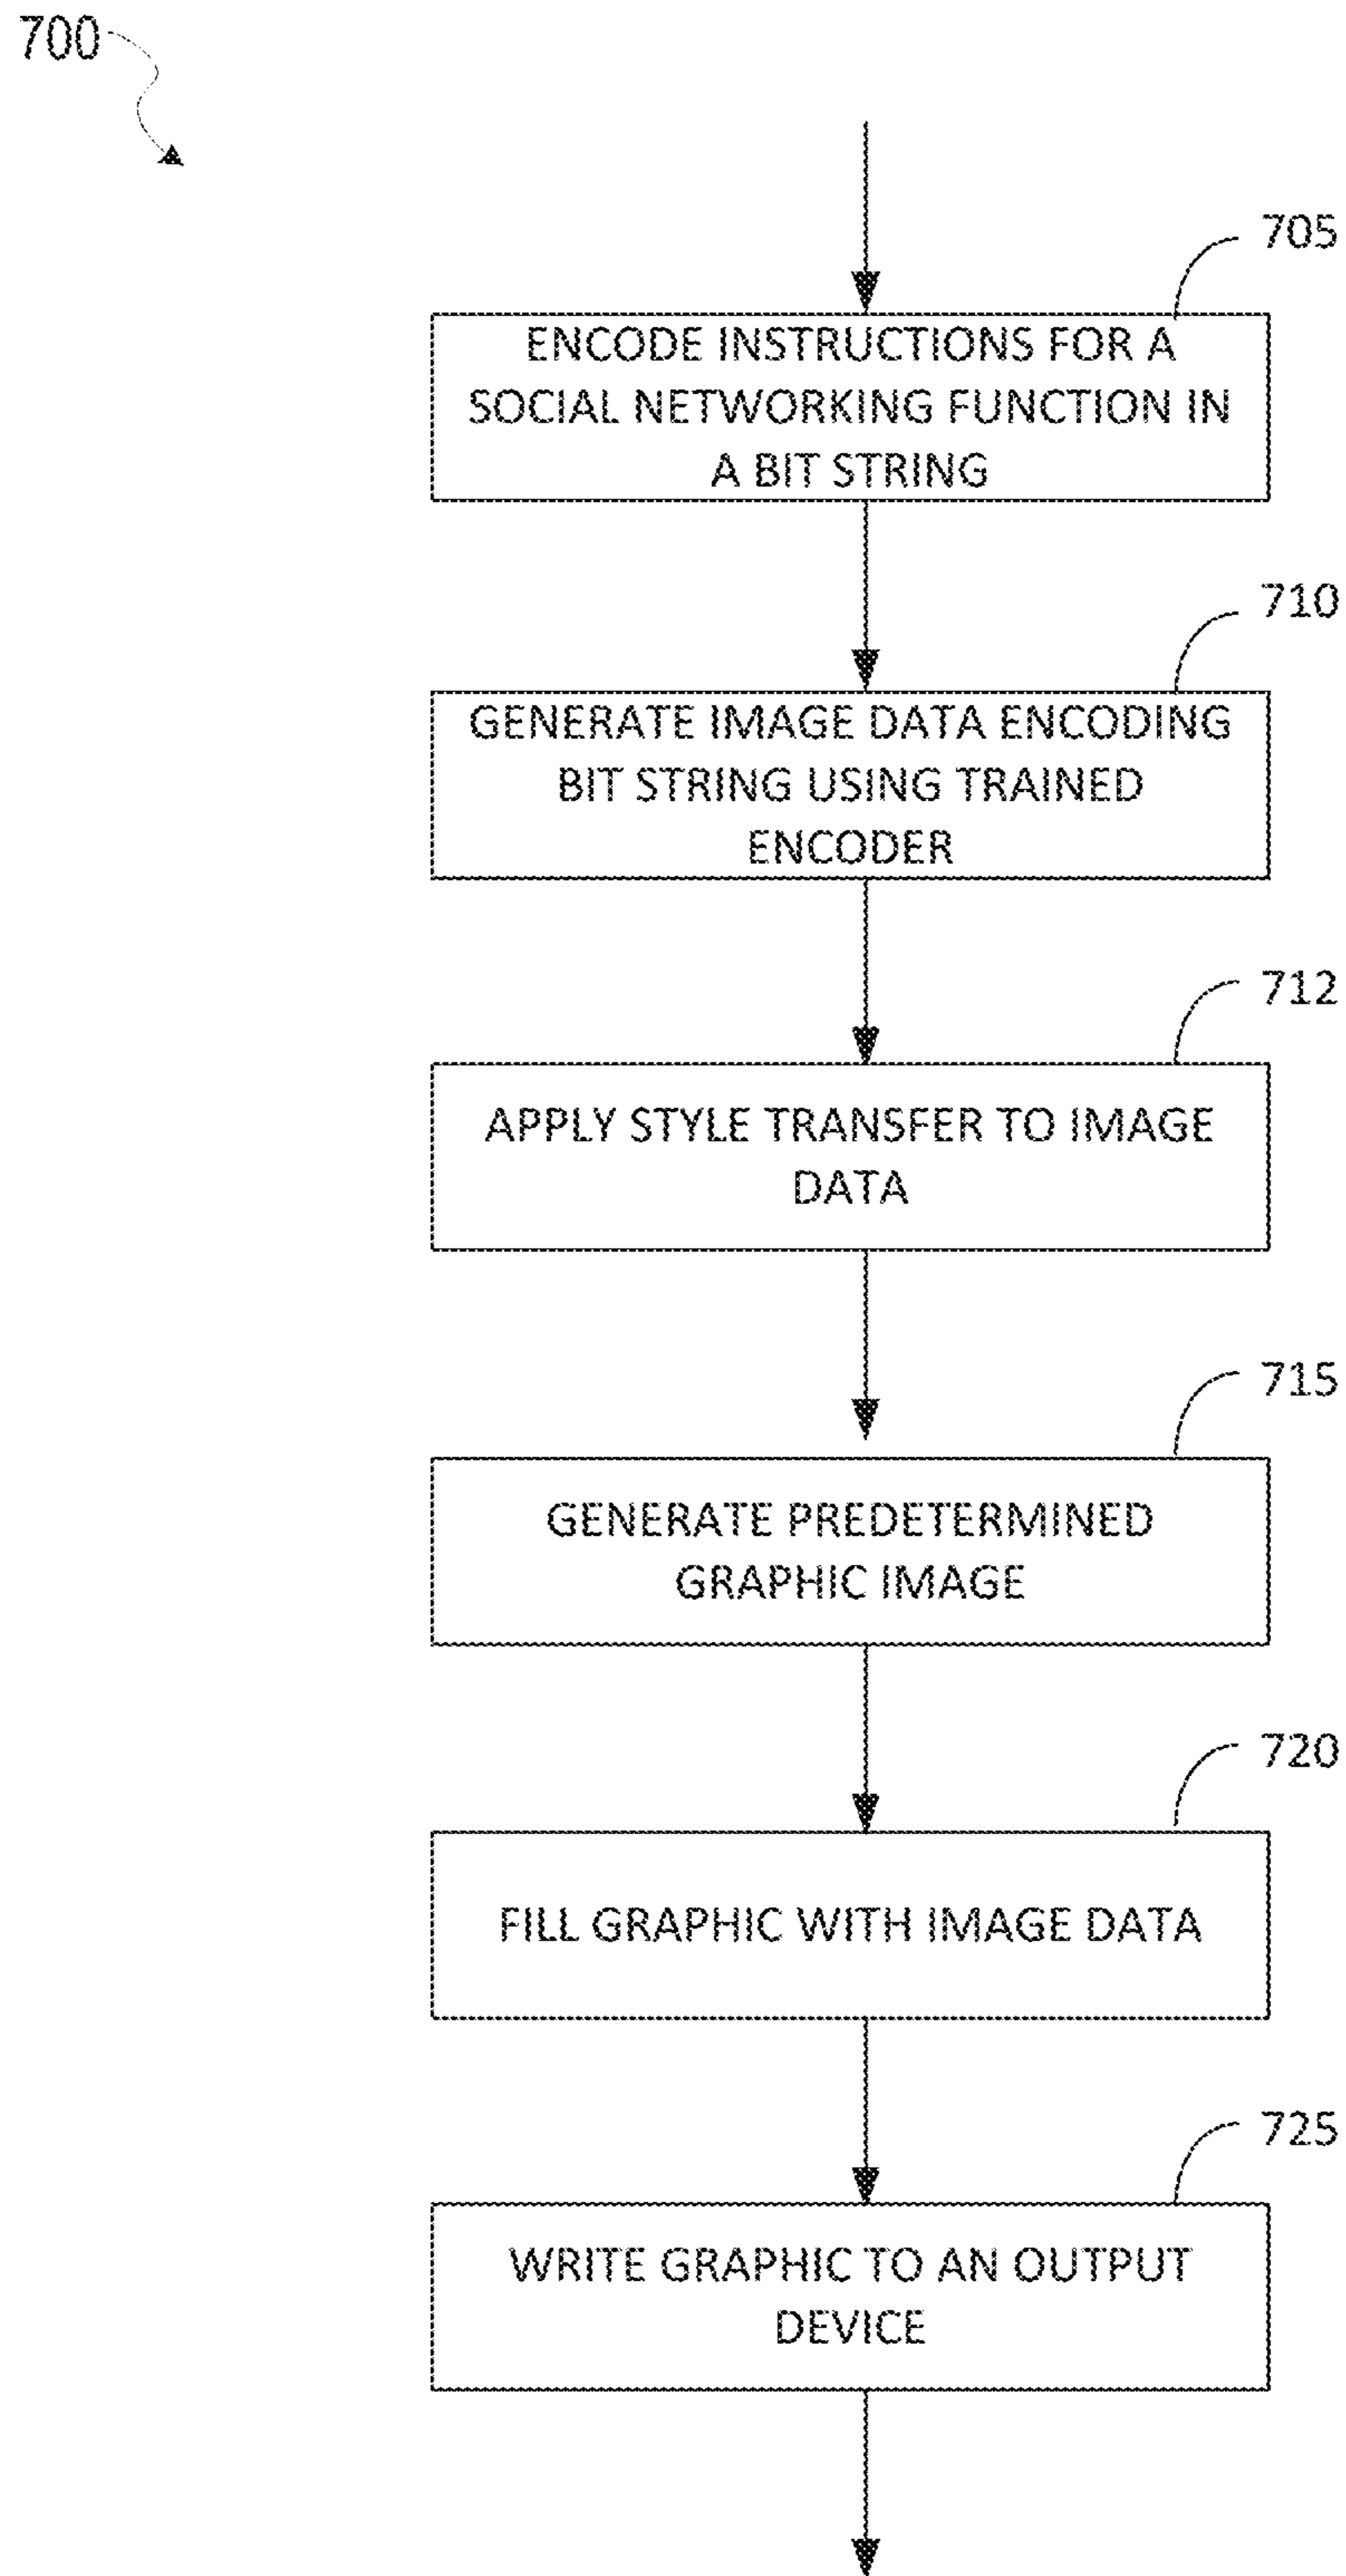 700
705
ENCODE INSTRUCTIONS FOR A
SOCIAL NETWORKING FUNCTION IN
A BIT STRING
710
GENERATE IMAGE DATA ENCODING
BIT STRING USING TRAINED
ENCODER
712
APPLY STYLE TRANSFER TO IMAGE
DATA
715
GENERATE PREDETERMINED
GRAPHIC IMAGE
720
FILL GRAPHIC WITH IMAGE DATA
725
WRITE GRAPHIC TO AN OUTPUT
DEVICE